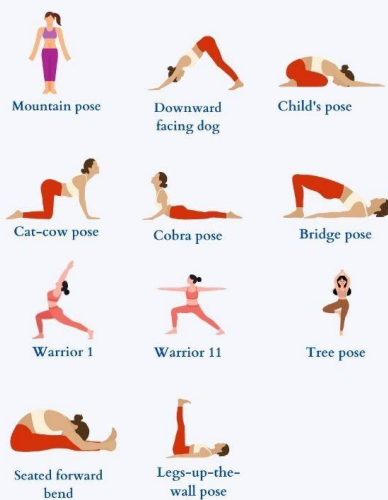 Mountain pose
Downward
facing dog
Child's pose
Cat-cow pose
Cobra pose
Bridge pose
Warrior 1
Warrior 11
Tree pose
Seated forward
bend
Legs-up-the-
wall pose